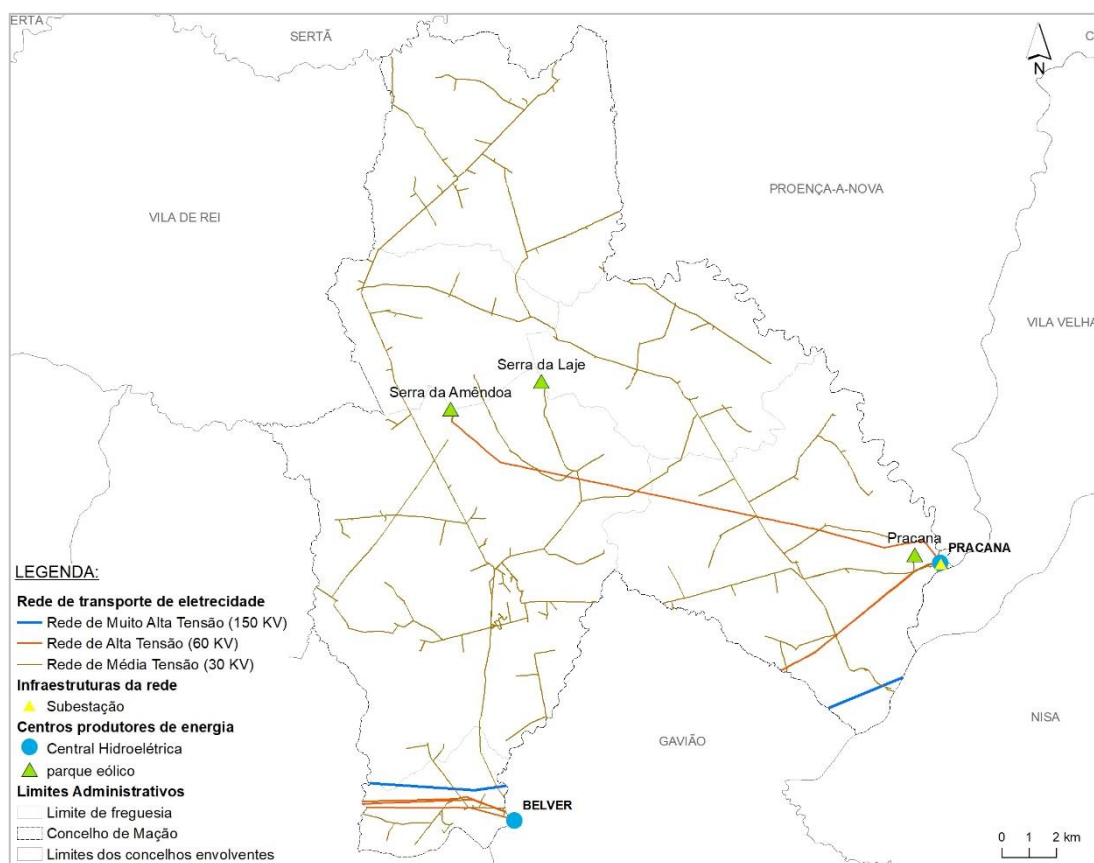 ERTA
SERTÃ
C
N
PROENÇA-A-NOVA
VILA DE REI
VILA VELHA
Serra da Laje
Serra da Amêndoa
Pracana
PRACANA
LEGENDA:
Rede de transporte de eletrecidade
Rede de Muito Alta Tensão (150 KV)
Rede de Alta Tensão (60 KV)
Rede de Média Tensão (30 KV)
Infraestruturas da rede
Subestação
Centros produtores de energia
Central Hidroelétrica
parque eólico
Limites Administrativos
Limite de freguesia
Concelho de Mação
Limites dos concelhos envolventes
NISA
GAVIÃO
BELVER
0 1 2 km